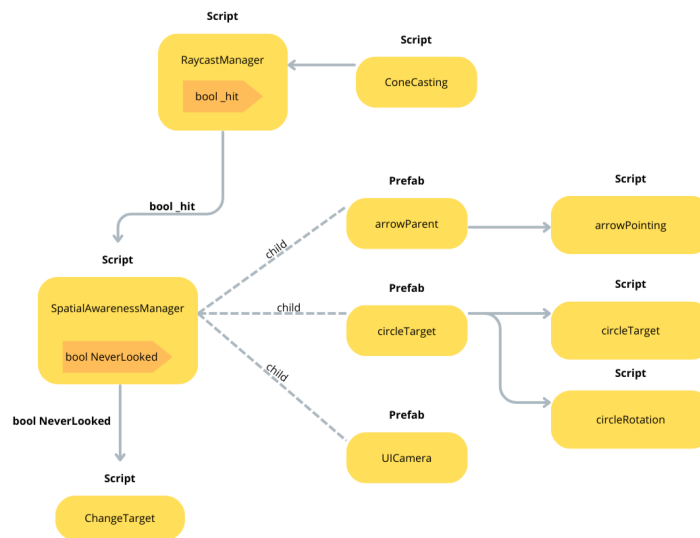 Script
RaycastManager
bool _hit
Script
ConeCasting
bool _hit
Script
SpatialAwarenessManager
bool NeverLooked
bool NeverLooked
Script
ChangeTarget
child
child
child
Prefab
arrowParent
Script
arrowPointing
Prefab
circleTarget
Script
circleTarget
Script
circleRotation
Prefab
UICamera